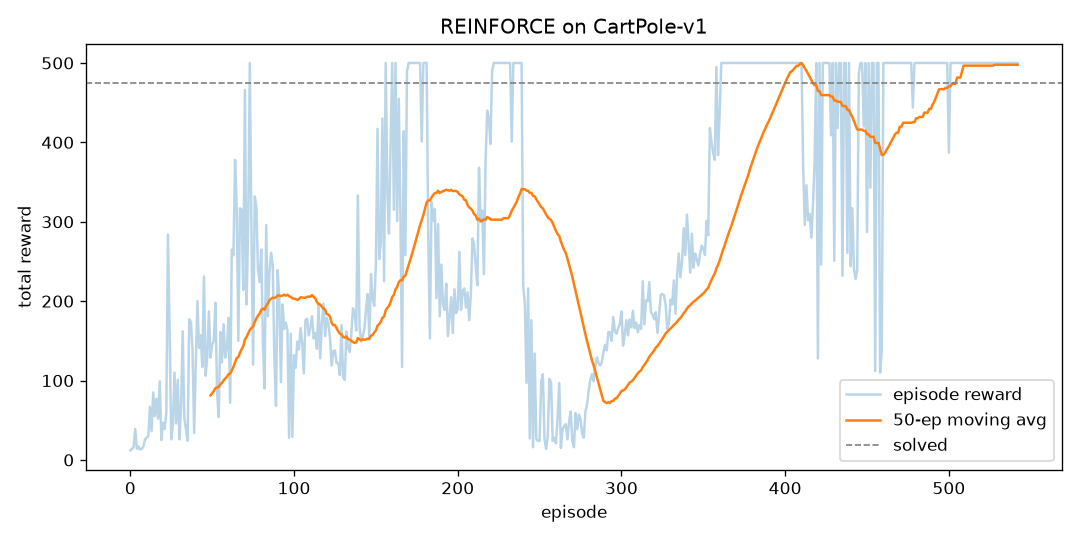 REINFORCE on CartPole-v1
total reward
500
400
300
200
100
0
0 100 200 300 400 500
episode
episode reward
50-ep moving avg
solved